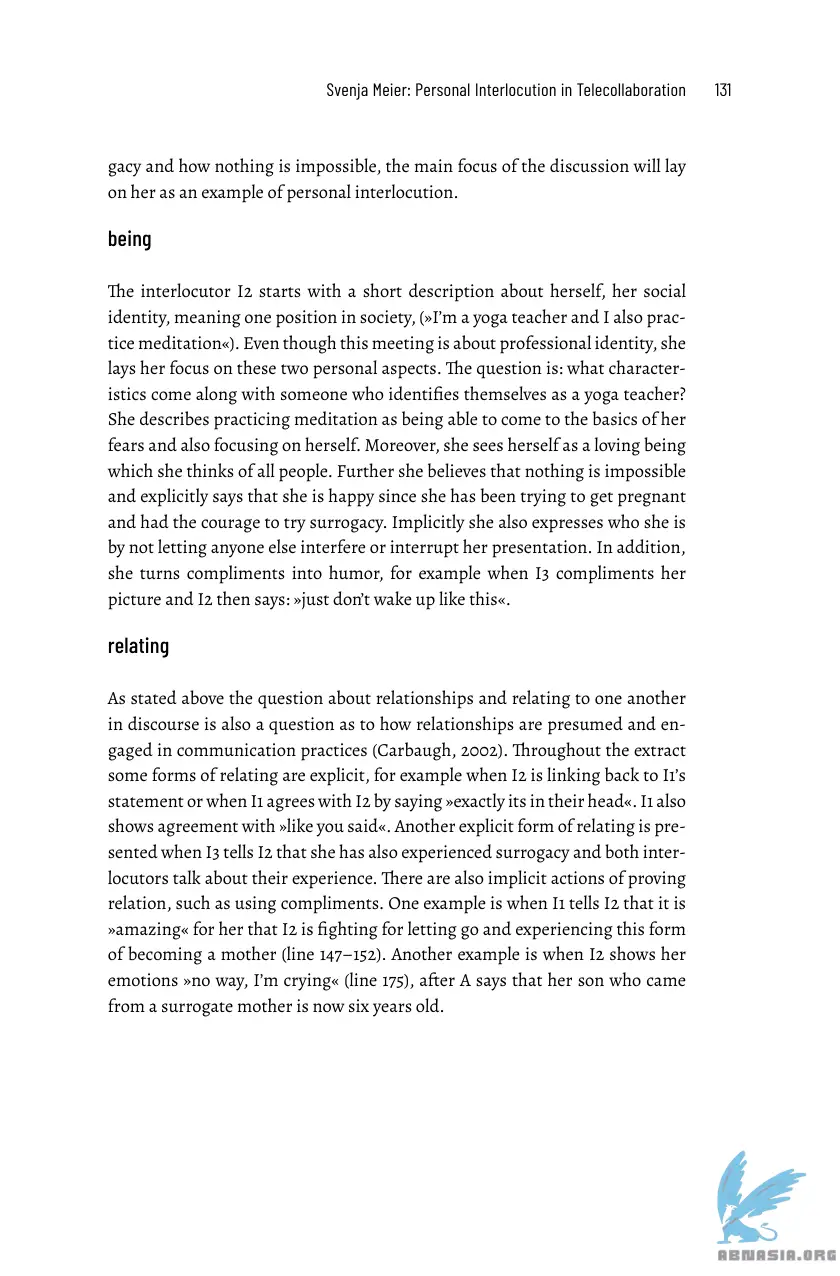 Svenja Meier: Personal Interlocution in Telecollaboration 131
gacy and how nothing is impossible, the main focus of the discussion will lay
on her as an example of personal interlocution.
being
The interlocutor I2 starts with a short description about herself, her social
identity, meaning one position in society, (»I’m a yoga teacher and I also prac-
tice meditation«). Even though this meeting is about professional identity, she
lays her focus on these two personal aspects. The question is: what character-
istics come along with someone who identifies themselves as a yoga teacher?
She describes practicing meditation as being able to come to the basics of her
fears and also focusing on herself. Moreover, she sees herself as a loving being
which she thinks of all people. Further she believes that nothing is impossible
and explicitly says that she is happy since she has been trying to get pregnant
and had the courage to try surrogacy. Implicitly she also expresses who she is
by not letting anyone else interfere or interrupt her presentation. In addition,
she turns compliments into humor, for example when I3 compliments her
picture and I2 then says: »just don’t wake up like this«.
relating
As stated above the question about relationships and relating to one another
in discourse is also a question as to how relationships are presumed and en-
gaged in communication practices (Carbaugh, 2002). Throughout the extract
some forms of relating are explicit, for example when I2 is linking back to I1’s
statement or when I1 agrees with I2 by saying »exactly its in their head«. I1 also
shows agreement with »like you said«. Another explicit form of relating is pre-
sented when I3 tells I2 that she has also experienced surrogacy and both inter-
locutors talk about their experience. There are also implicit actions of proving
relation, such as using compliments. One example is when I1 tells I2 that it is
»amazing« for her that I2 is fighting for letting go and experiencing this form
of becoming a mother (line 147–152). Another example is when I2 shows her
emotions »no way, I’m crying« (line 175), after A says that her son who came
from a surrogate mother is now six years old.
ABNASIA.ORG